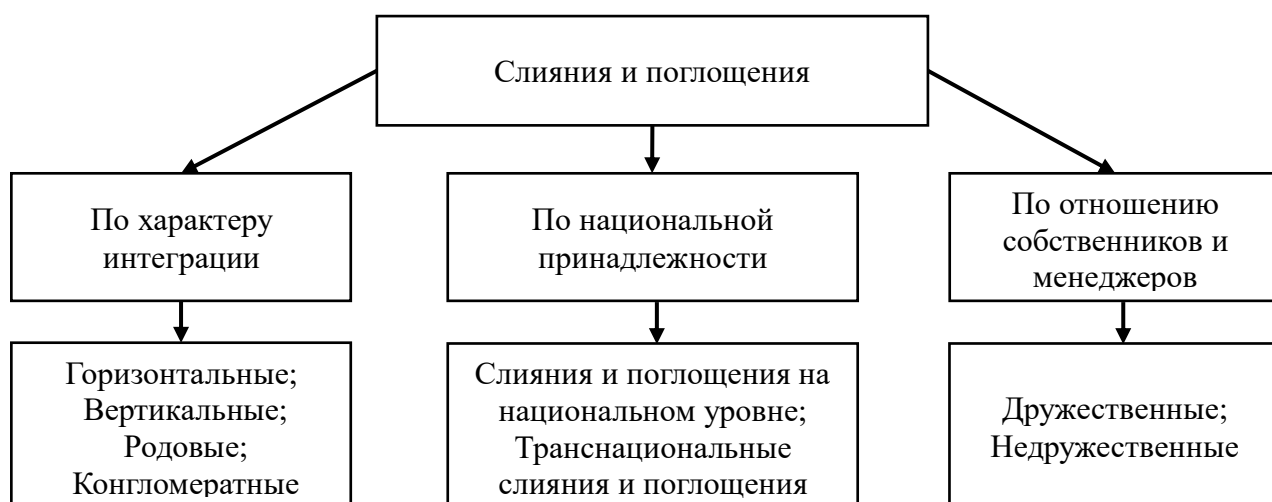 Слияния и поглощения
По характеру
интеграции
По национальной
принадлежности
По отношению
собственников и
менеджеров
Горизонтальные;
Вертикальные;
Родовые;
Конгломератные
Слияния и поглощения на
национальном уровне;
Транснациональные
слияния и поглощения
Дружественные;
Недружественные